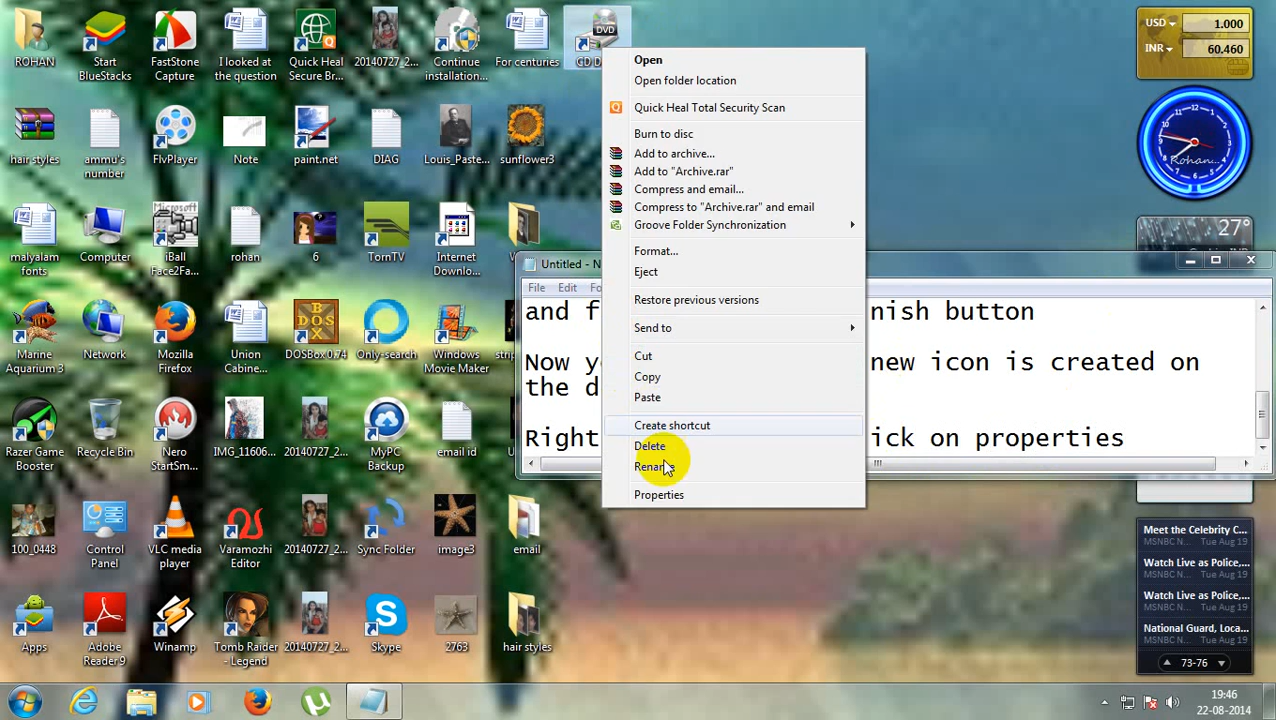 ROHAN
Start
BlueStacks
FastStone
Capture
I looked at
the question
Quick Heal
Secure Br...
20140727_2...
Continue
installation...
For centuries
DVD
CD D
hair styles
ammu's
number
FlvPlayer
Note
paint.net
DIAG
Louis_Paste...
sunflower3
malyalam
fonts
Computer
Microsoft
iBall
Face2Fa...
rohan
6
TornTV
Internet
Downlo...
Marine
Aquarium 3
Network
Mozilla
Firefox
Union
Cabine...
DOSBox 0.74
Only-search
Windows
Movie Maker
strip
Razer Game
Booster
Recycle Bin
Nero
StartSm...
IMG_11606...
MyPC
Backup
email id
100_0448
Control
Panel
VLC media
player
Varamozhi
Editor
20140727_2...
Sync Folder
image3
email
Apps
Adobe
Reader 9
Winamp
Tomb Raider
- Legend
20140727_2...
Skype
2763
hair styles
Open
Open folder location
Quick Heal Total Security Scan
Burn to disc
Add to archive...
Add to "Archive.rar"
Compress and email...
Compress to "Archive.rar" and email
Groove Folder Synchronization
Format...
Eject
Restore previous versions
Send to
Cut
Copy
Paste
Create shortcut
Delete
Rename
Properties
Untitled - N
File Edit Fo
and f nish button
Now y new icon is created on
the d
Right ick on properties
USD 1.000
INR 60.460
Rohan...
27°
Meet the Celebrity C...
MSNBC N... Tue Aug 19
Watch Live as Police,...
MSNBC N... Tue Aug 19
Watch Live as Police,...
MSNBC N... Tue Aug 19
National Guard, Loca...
MSNBC N... Tue Aug 19
73-76
19:46
22-08-2014